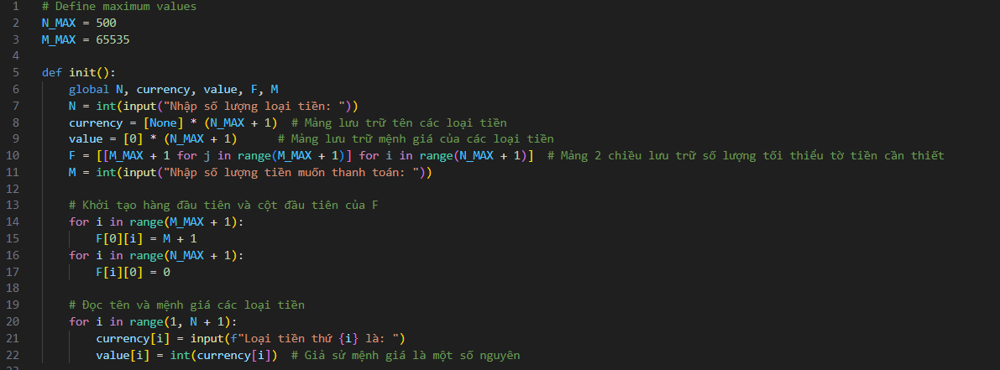 1 # Define maximum values
2 N_MAX = 500
3 M_MAX = 65535
4
5 def init():
6     global N, currency, value, F, M
7     N = int(input("Nhập số lượng loại tiền: "))
8     currency = [None] * (N_MAX + 1)  # Mảng lưu trữ tên các loại tiền
9     value = [0] * (N_MAX + 1)      # Mảng lưu trữ mệnh giá của các loại tiền
10     F = [[M_MAX + 1 for j in range(M_MAX + 1)] for i in range(N_MAX + 1)]  # Mảng 2 chiều lưu trữ số lượng tối thiểu tờ tiền cần thiết
11     M = int(input("Nhập số lượng tiền muốn thanh toán: "))
12
13     # Khởi tạo hàng đầu tiên và cột đầu tiên của F
14     for i in range(M_MAX + 1):
15         F[0][i] = M + 1
16     for i in range(N_MAX + 1):
17         F[i][0] = 0
18
19     # Đọc tên và mệnh giá các loại tiền
20     for i in range(1, N + 1):
21         currency[i] = input(f"Loại tiền thứ {i} là: ")
22         value[i] = int(currency[i])  # Giả sử mệnh giá là một số nguyên